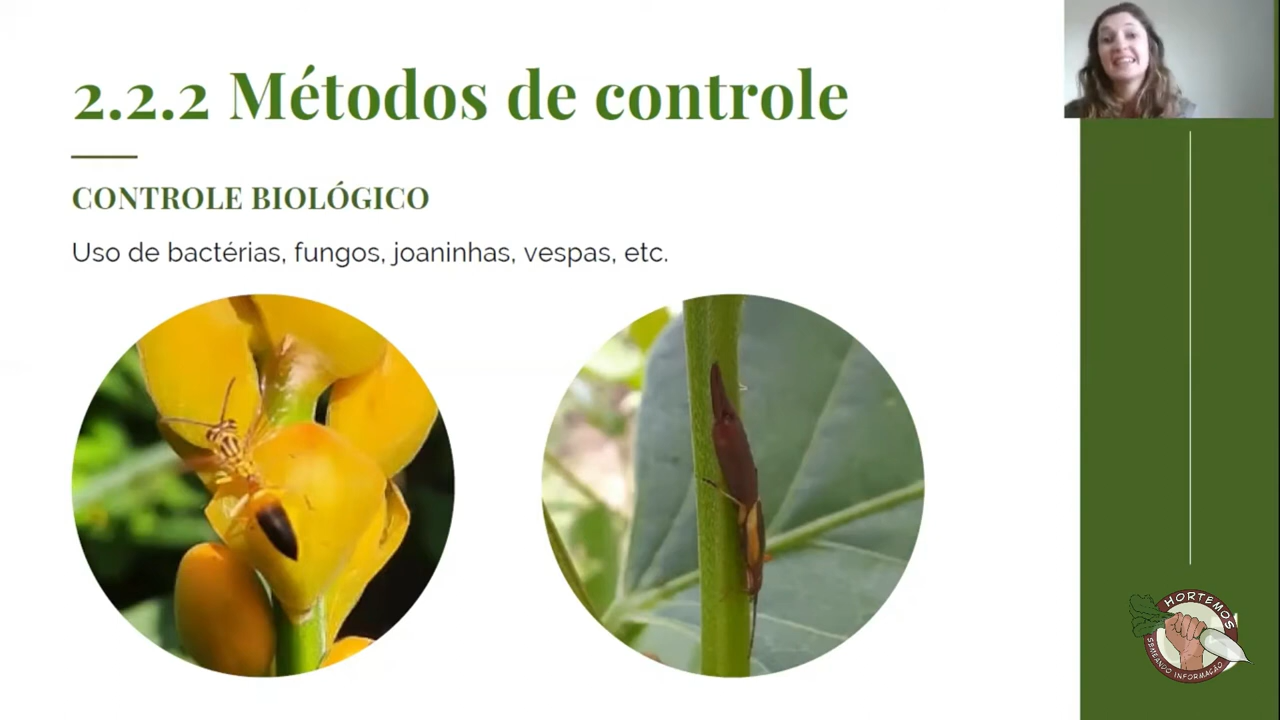 2.2.2 Métodos de controle
CONTROLE BIOLÓGICO
Uso de bactérias, fungos, joaninhas, vespas, etc.
HORTEMOS
SEMEANDO INFORMAÇÃO